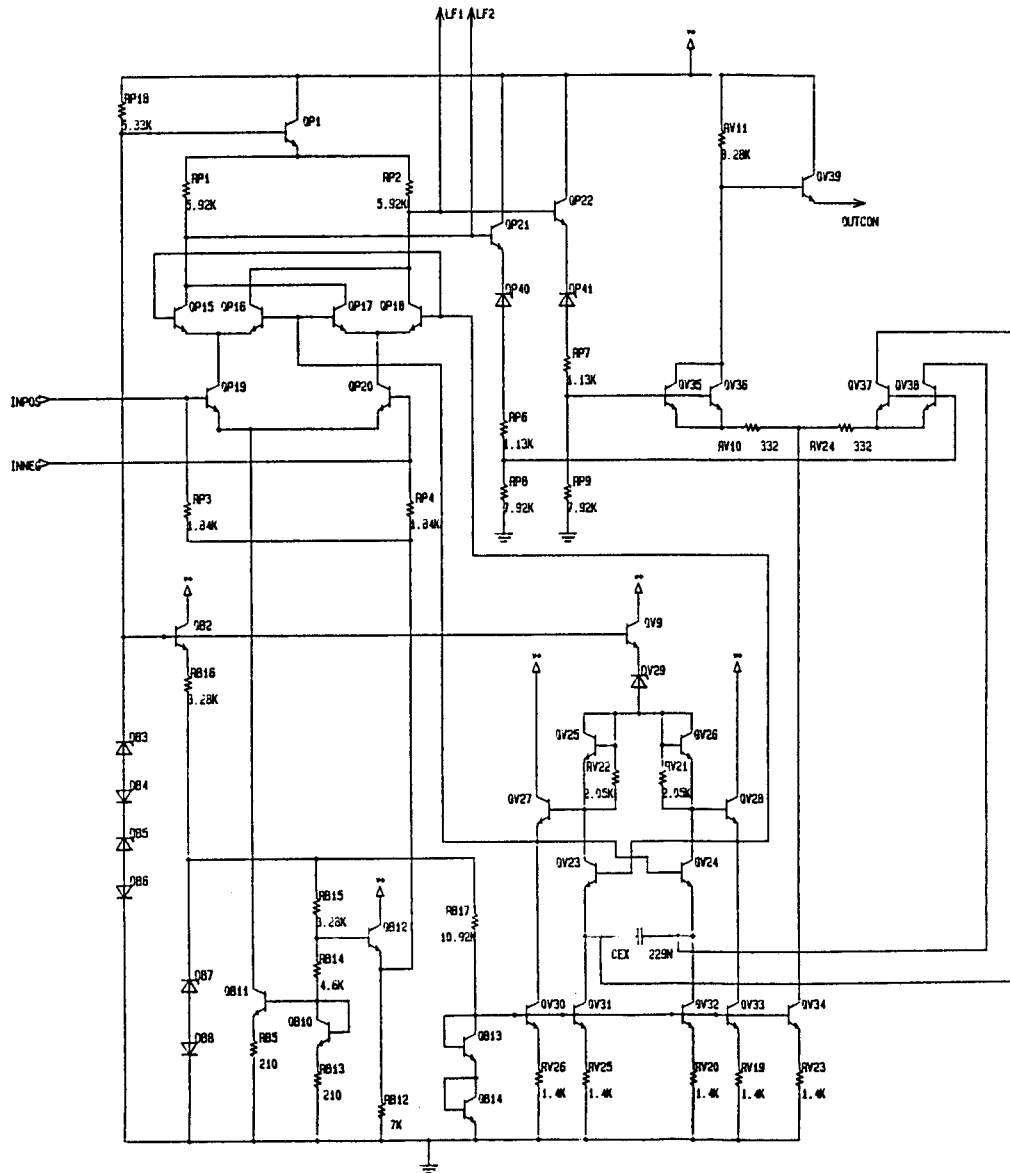 LF1 LF2
RP18
5.33K
QP1
RV11
3.28K
RP1
5.92K
RP2
5.92K
QP22
QV39
OUTCON
QP21
QP15 QP16 QP17 QP18
DP40 DP41
RP7
1.13K
QP19 QP20
QV35 QV36 QV37 QV38
INPOS
RP6
1.13K
RV10 332 RV24 332
INNEG
RP3
1.84K
RP4
1.84K
RP8
7.92K
RP9
7.92K
QB2
QV9
RB16
3.28K
DV29
QV25 QV26
DB3
RV22
2.05K
RV21
2.05K
DB4
QV27 QV28
DB5
QV23 QV24
DB6
RB15
3.28K
QB12
RB17
10.92K
CEX 229N
RB14
4.6K
DB7
QB11
QB10
QV30 QV31 QV32 QV33 QV34
DB8
RB5
210
RB13
210
QB13
RB12
7K
QB14
RV26
1.4K
RV25
1.4K
RV20
1.4K
RV19
1.4K
RV23
1.4K